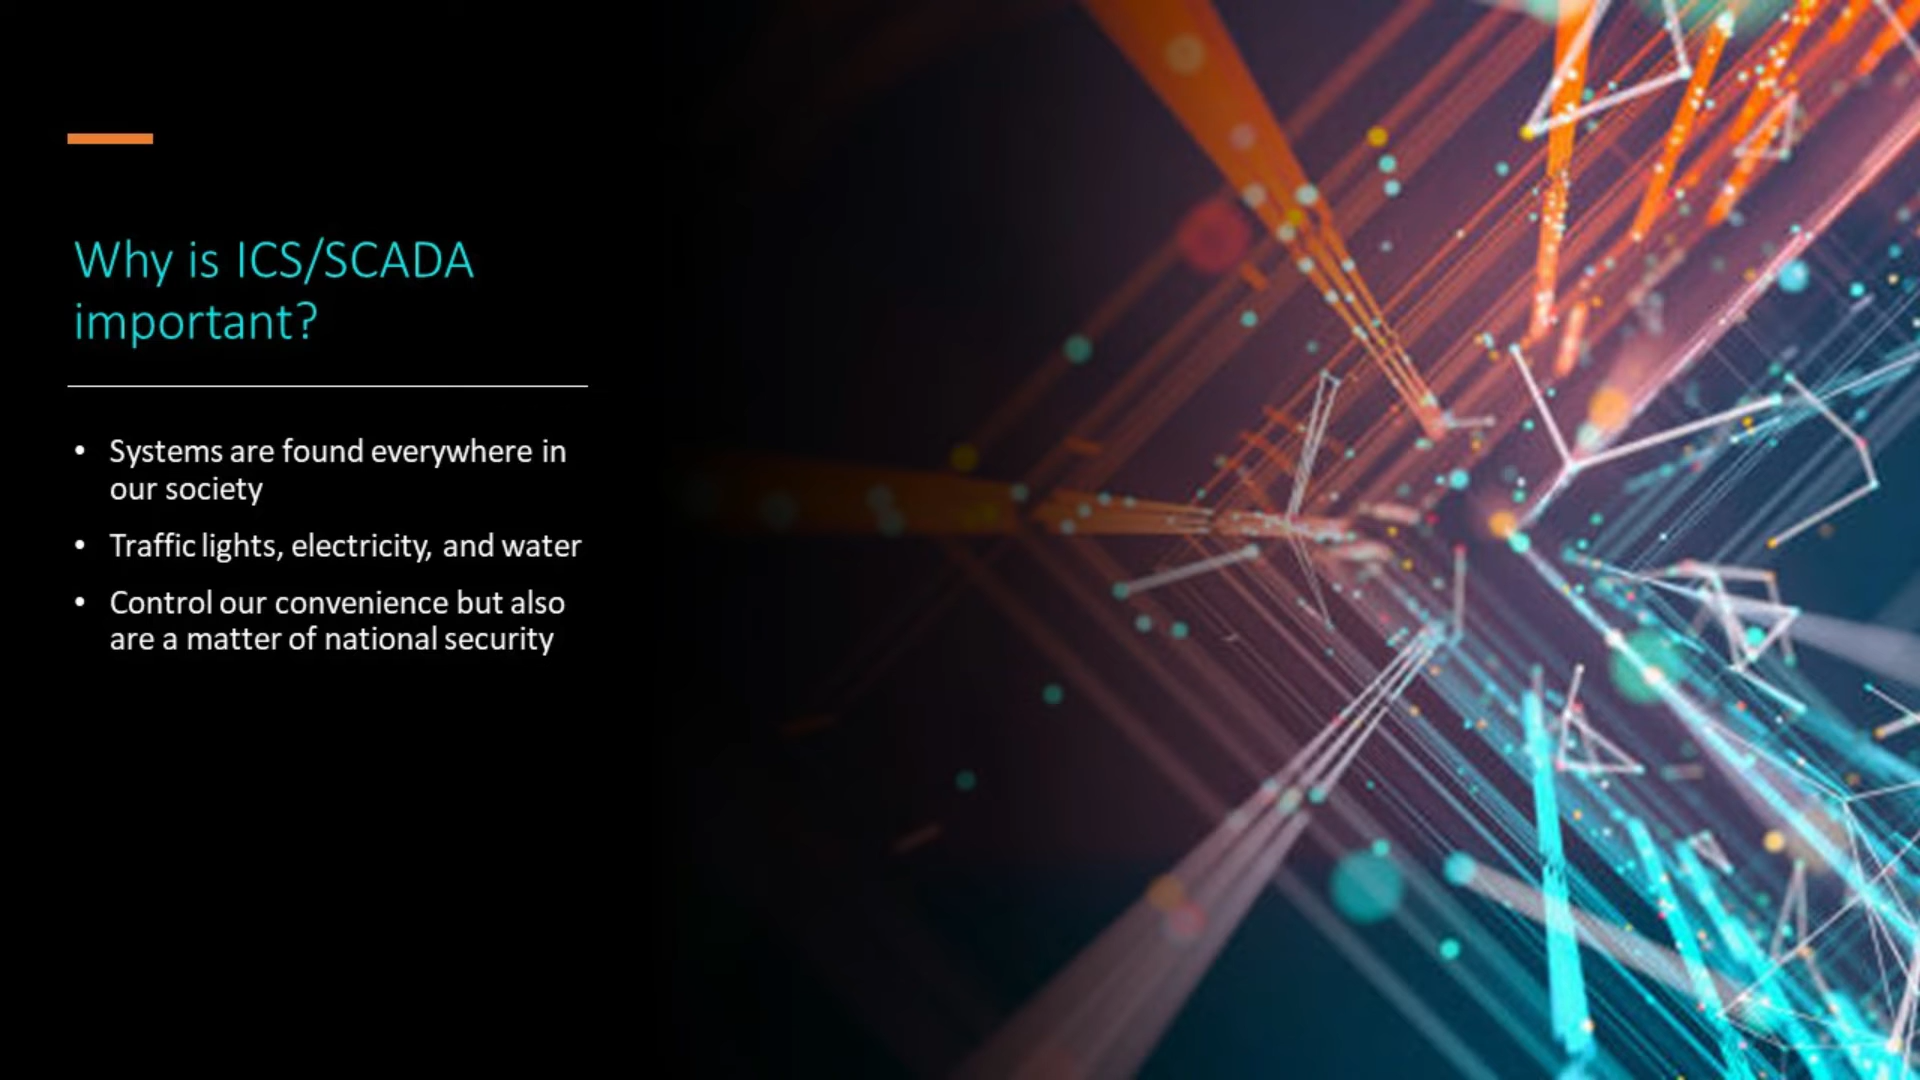 Why is ICS/SCADA
important?
• Systems are found everywhere in
our society
• Traffic lights, electricity, and water
• Control our convenience but also
are a matter of national security